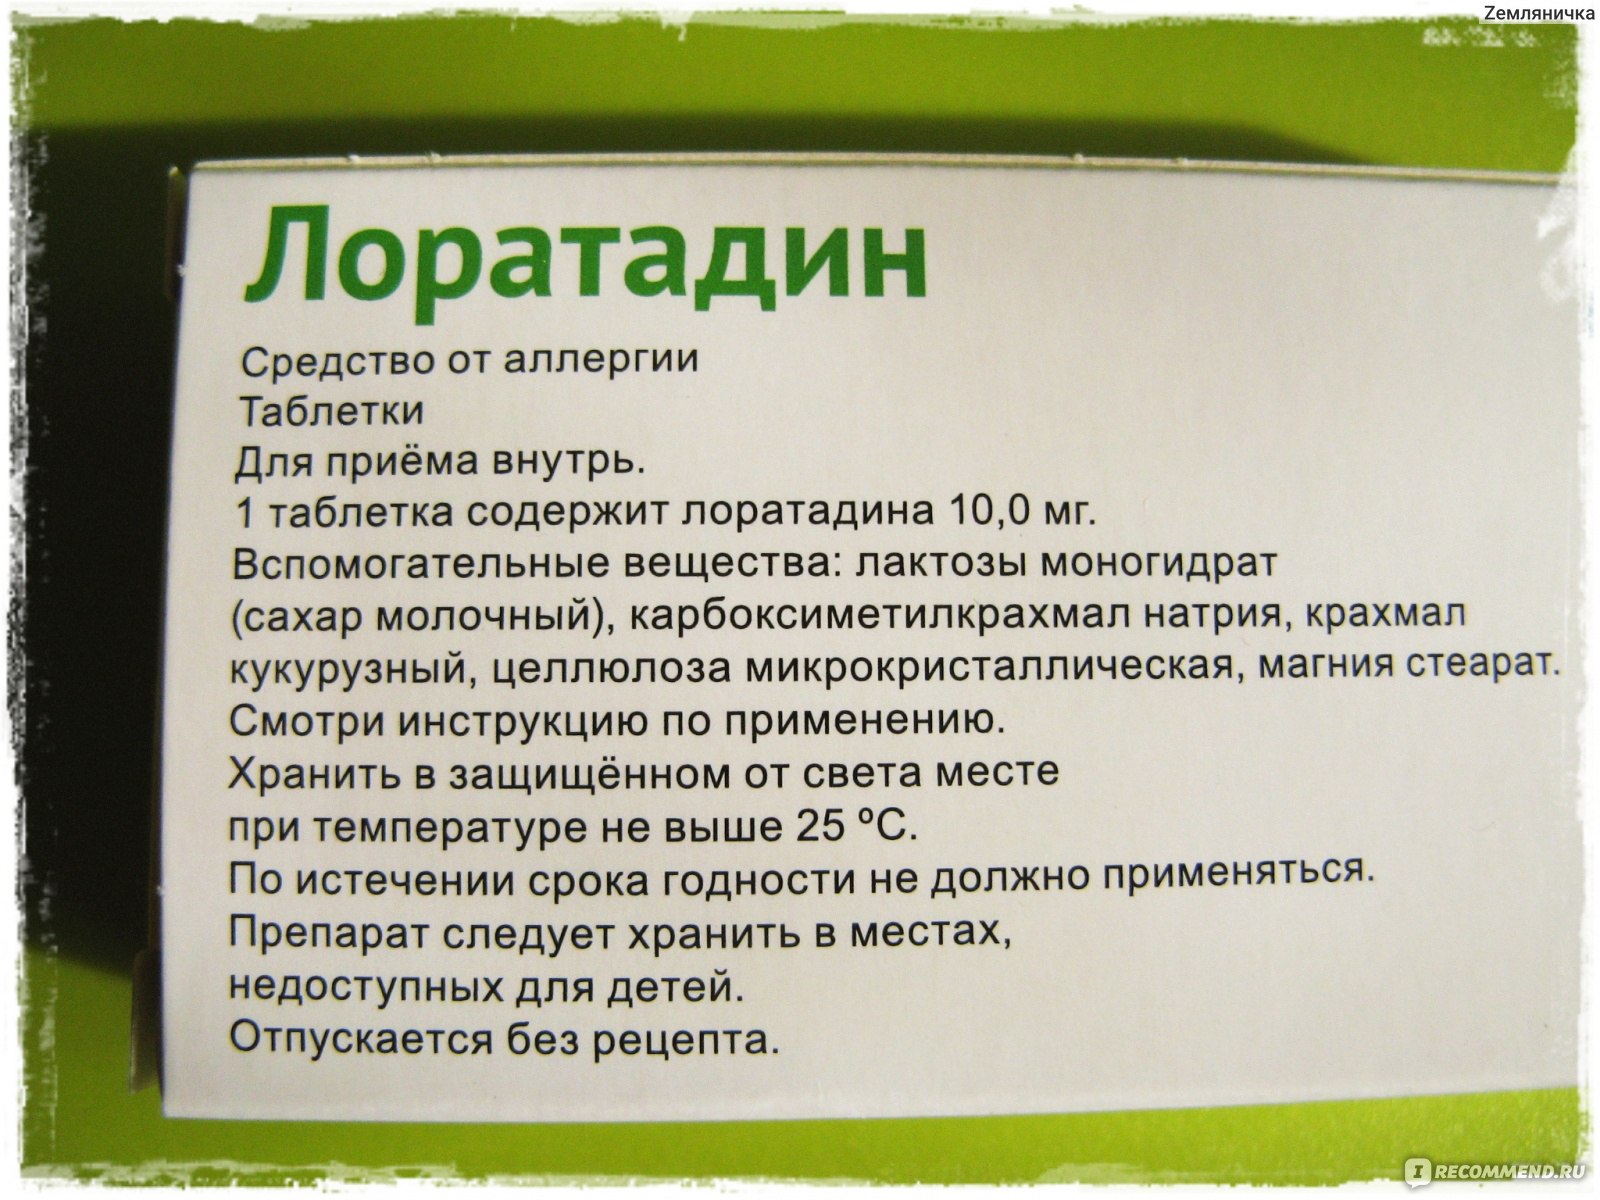 Zемляничка
Лоратадин
Средство от аллергии
Таблетки
Для приёма внутрь.
1 таблетка содержит лоратадина 10,0 мг.
Вспомогательные вещества: лактозы моногидрат
(сахар молочный), карбоксиметилкрахмал натрия, крахмал
кукурузный, целлюлоза микрокристаллическая, магния стеарат.
Смотри инструкцию по применению.
Хранить в защищённом от света месте
при температуре не выше 25 ºС.
По истечении срока годности не должно применяться.
Препарат следует хранить в местах,
недоступных для детей.
Отпускается без рецепта.
IRECOMMEND.RU